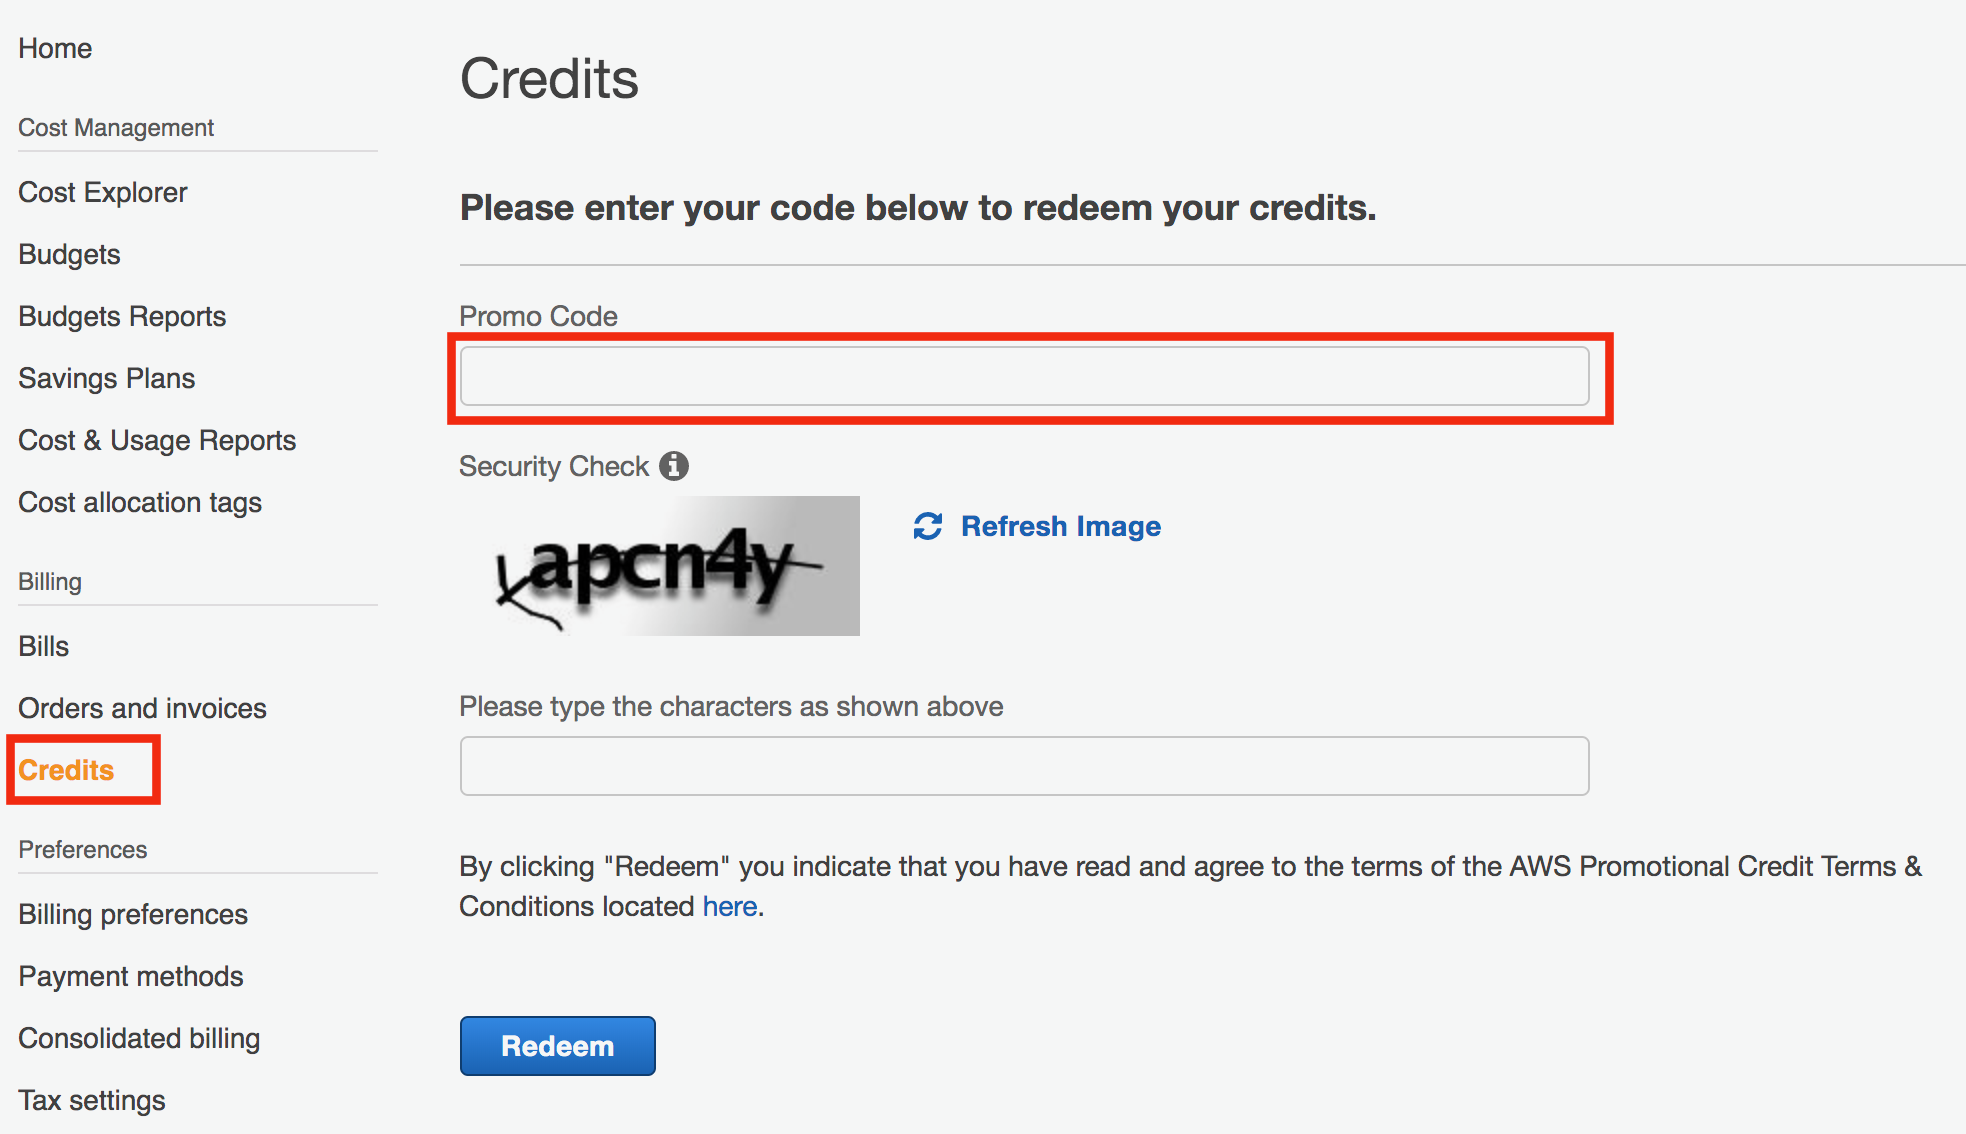 Home
Cost Management
Cost Explorer
Budgets
Budgets Reports
Savings Plans
Cost & Usage Reports
Cost allocation tags
Billing
Bills
Orders and invoices
Credits
Preferences
Billing preferences
Payment methods
Consolidated billing
Tax settings
Credits
Please enter your code below to redeem your credits.
Promo Code
Security Check
apcn4y
Refresh Image
Please type the characters as shown above
By clicking "Redeem" you indicate that you have read and agree to the terms of the AWS Promotional Credit Terms &
Conditions located here.
Redeem